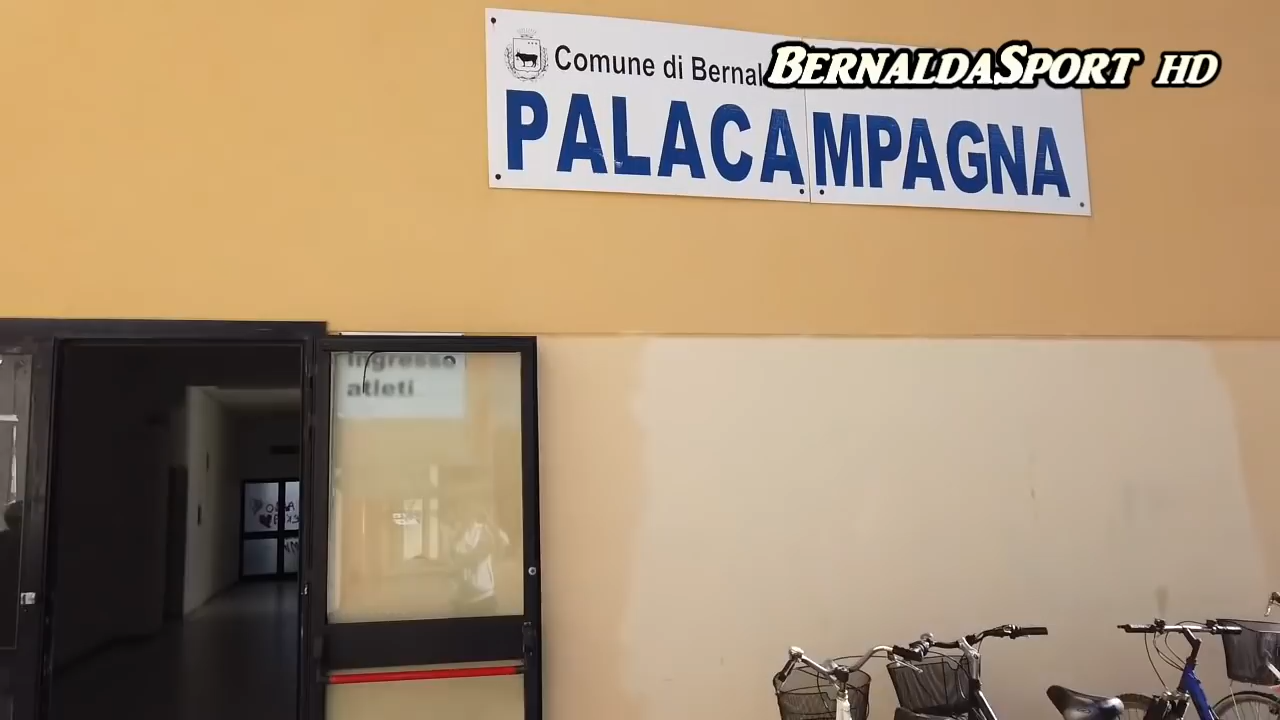 Comune di Bernal
BERNALDASPORT HD
PALACAMPAGNA
Ingresso
atleti